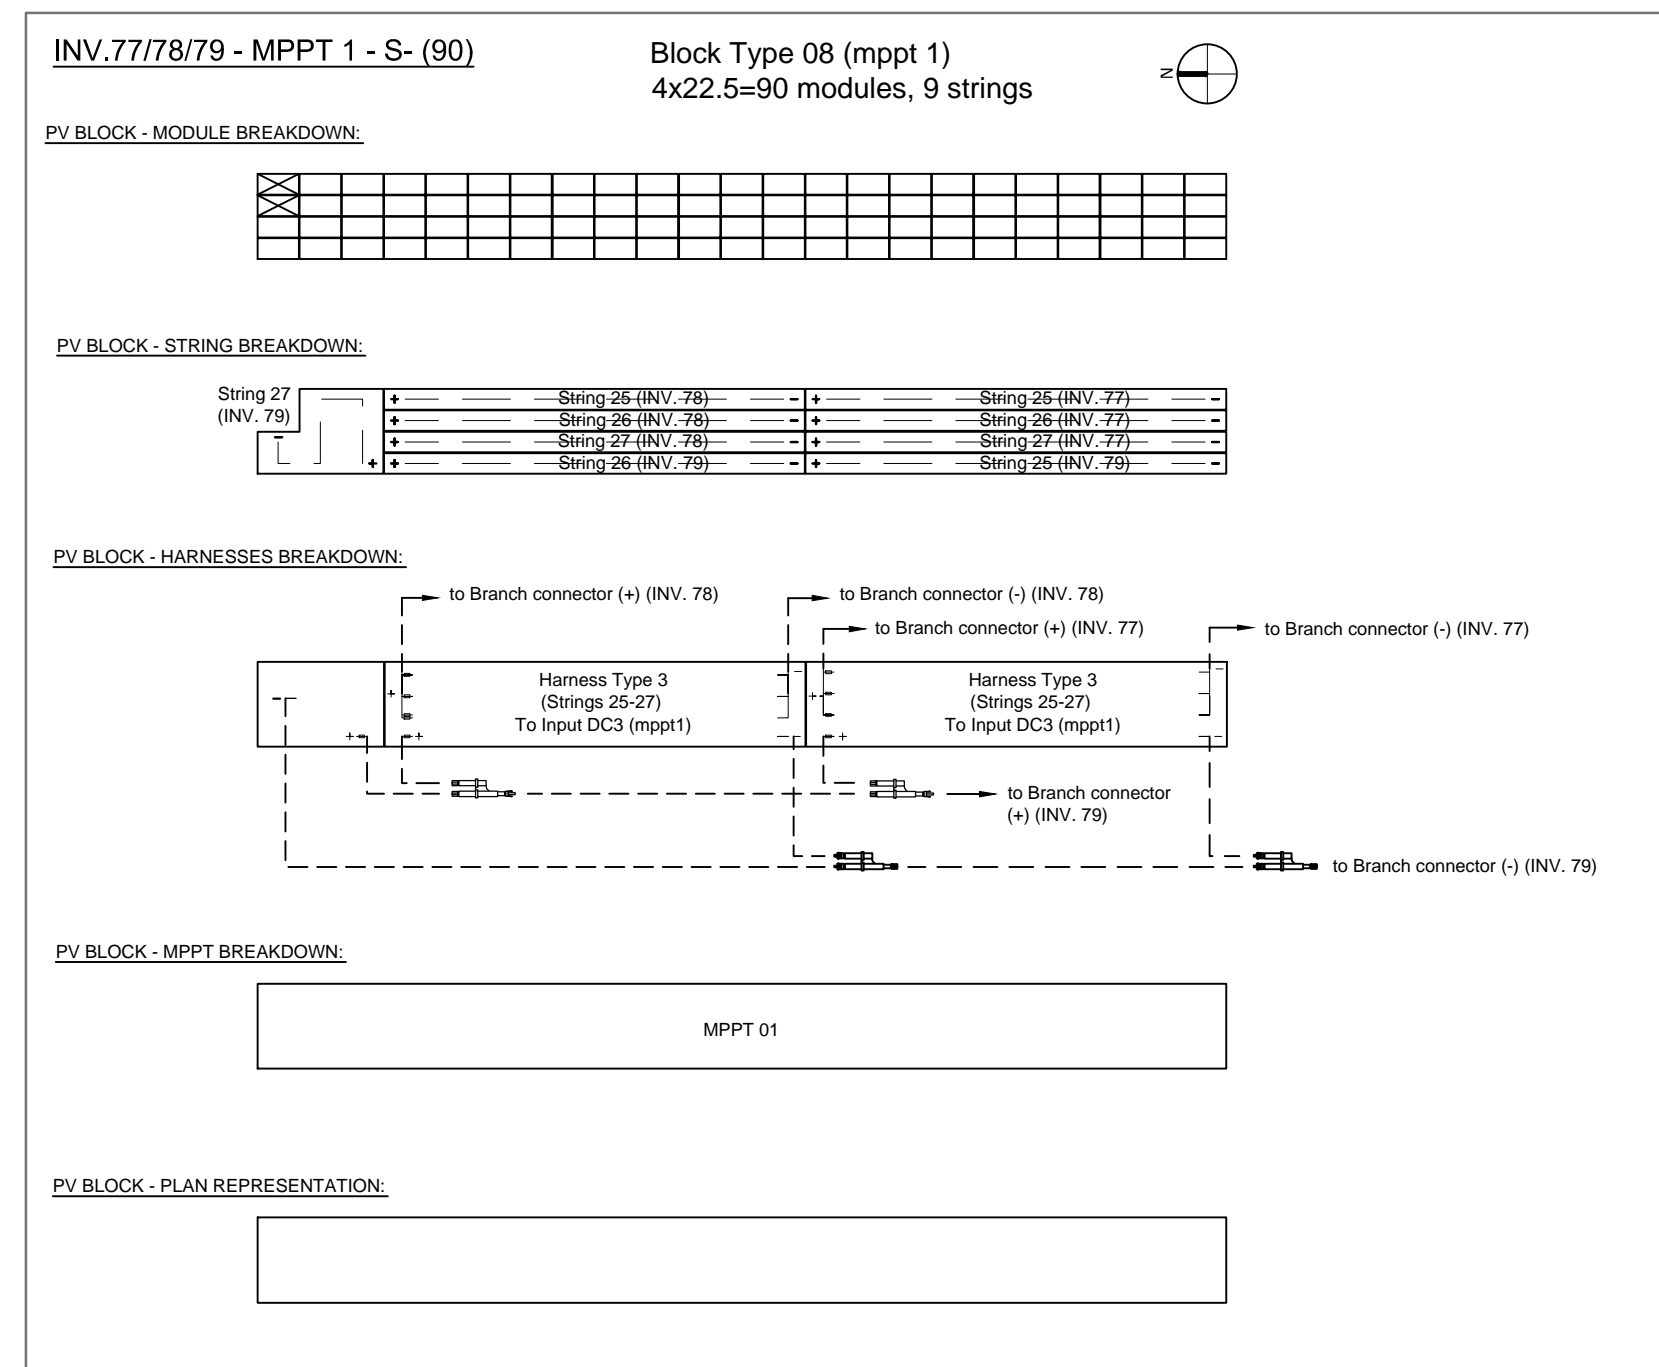 INV.77/78/79 - MPPT 1 - S- (90)
Block Type 08 (mppt 1)
4x22.5=90 modules, 9 strings
N
PV BLOCK - MODULE BREAKDOWN:
PV BLOCK - STRING BREAKDOWN:
String 27
(INV. 79)
+ String 25 (INV. 78) - + String 25 (INV. 77) -
+ String 26 (INV. 78) - + String 26 (INV. 77) -
- + String 27 (INV. 78) - + String 27 (INV. 77) -
+ + String 26 (INV. 79) - + String 25 (INV. 79) -
PV BLOCK - HARNESSES BREAKDOWN:
to Branch connector (+) (INV. 78)
to Branch connector (-) (INV. 78)
to Branch connector (+) (INV. 77)
to Branch connector (-) (INV. 77)
Harness Type 3
(Strings 25-27)
To Input DC3 (mppt1)
Harness Type 3
(Strings 25-27)
To Input DC3 (mppt1)
to Branch connector
(+) (INV. 79)
to Branch connector (-) (INV. 79)
PV BLOCK - MPPT BREAKDOWN:
MPPT 01
PV BLOCK - PLAN REPRESENTATION: